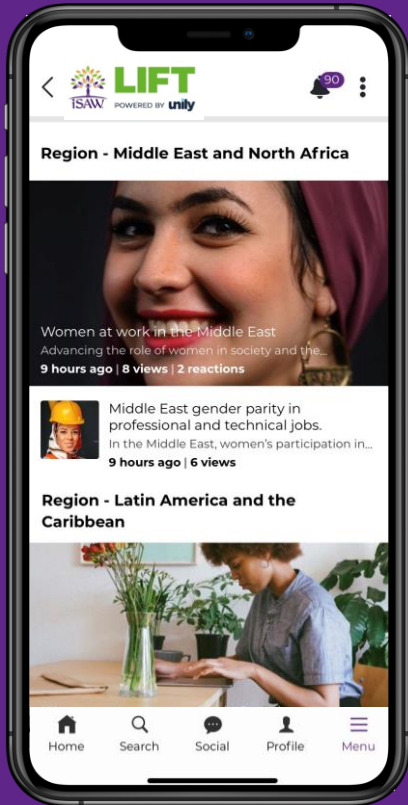 LIFT
ISAW
POWERED BY unily
90
Region - Middle East and North Africa
Women at work in the Middle East
Advancing the role of women in society and the...
9 hours ago | 8 views | 2 reactions
Middle East gender parity in
professional and technical jobs.
In the Middle East, women's participation in...
9 hours ago | 6 views
Region - Latin America and the
Caribbean
Home
Search
Social
Profile
Menu